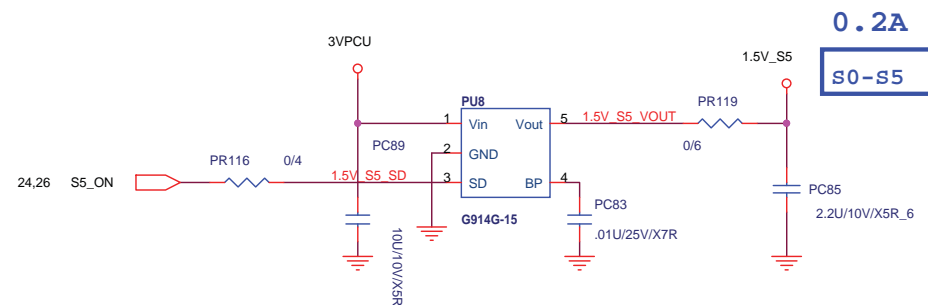 0.2A
3VPCU
1.5V_S5
S0-S5
PU8
PR119
1 Vin Vout 5 1.5V_S5_VOUT
PC89
2 GND
0/6
PR116 0/4
24,26 S5_ON
1.5V_S5_SD 3 SD BP 4
PC85
PC83
2.2U/10V/X5R_6
G914G-15
.01U/25V/X7R
10U/10V/X5R